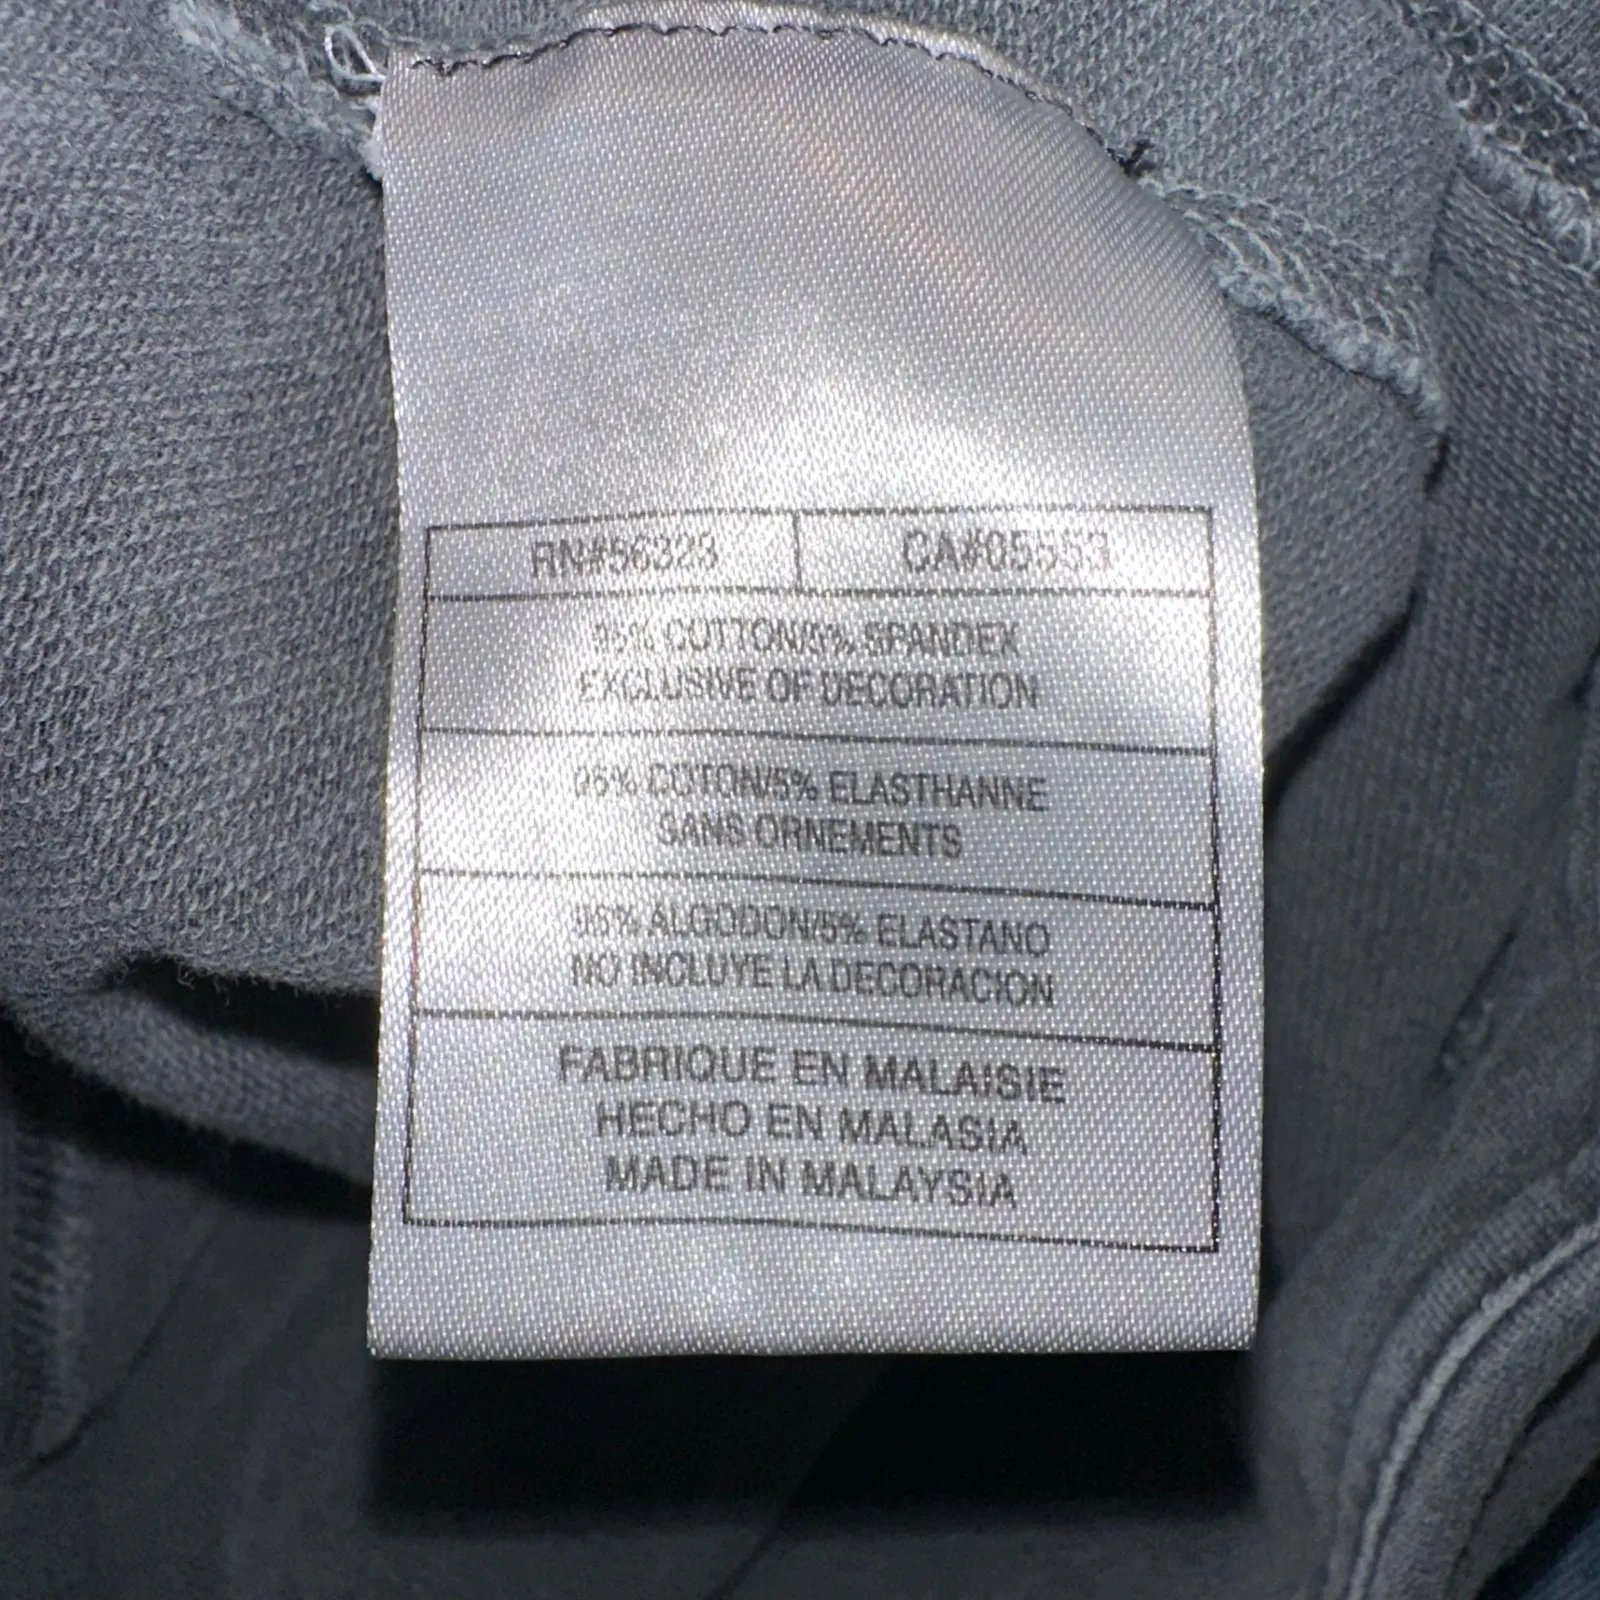 RN#56323 CA#05553
95% COTTON/5% SPANDEX
EXCLUSIVE OF DECORATION
95% COTON/5% ELASTHANNE
SANS ORNEMENTS
95% ALGODON/5% ELASTANO
NO INCLUYE LA DECORACION
FABRIQUE EN MALAISIE
HECHO EN MALASIA
MADE IN MALAYSIA